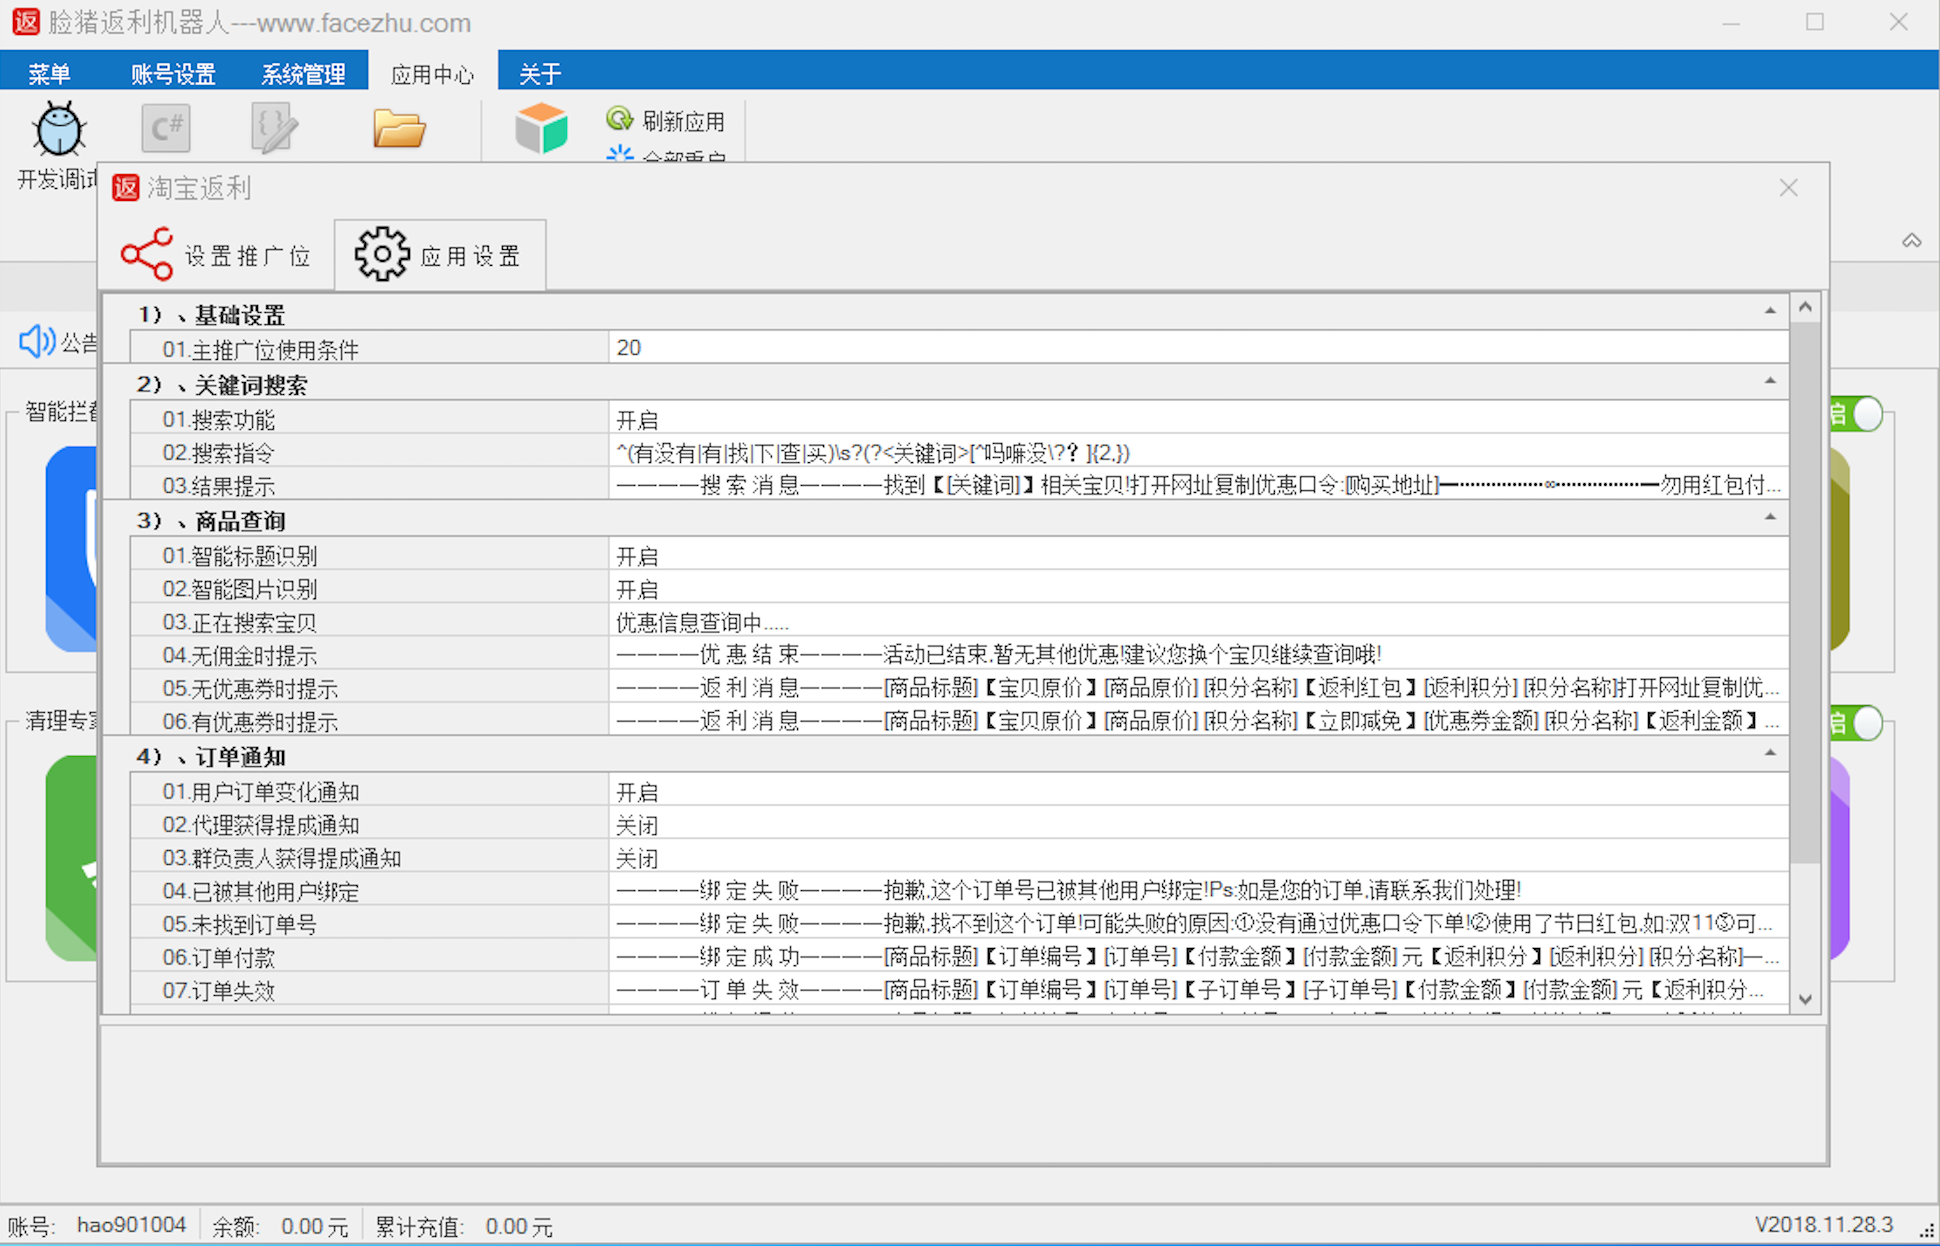 返 脸猪返利机器人---www.facezhu.com
菜单 账号设置 系统管理 应用中心 关于
C#
刷新应用
全部重启
开发调试
返 淘宝返利
设置推广位 应用设置
公告
1）、基础设置
01.主推广位使用条件 20
2）、关键词搜索
01.搜索功能 开启
02.搜索指令 ^(有没有|有|找|下|查|买)\s?(?<关键词>[^吗嘛没\?？]{2,})
03.结果提示 ————搜 索 消 息————找到【[关键词]】相关宝贝!打开网址复制优惠口令:[购买地址]━┅┅┅┅∞┅┅┅┅━勿用红包付...
3）、商品查询
01.智能标题识别 开启
02.智能图片识别 开启
03.正在搜索宝贝 优惠信息查询中.....
04.无佣金时提示 ————优 惠 结 束————活动已结束,暂无其他优惠!建议您换个宝贝继续查询哦!
05.无优惠券时提示 ————返 利 消 息————[商品标题]【宝贝原价】[商品原价] [积分名称]【返利红包】[返利积分] [积分名称]打开网址复制优...
06.有优惠券时提示 ————返 利 消 息————[商品标题]【宝贝原价】[商品原价] [积分名称]【立即减免】[优惠券金额] [积分名称]【返利金额】...
4）、订单通知
01.用户订单变化通知 开启
02.代理获得提成通知 关闭
03.群负责人获得提成通知 关闭
04.已被其他用户绑定 ————绑 定 失 败————抱歉,这个订单号已被其他用户绑定!Ps:如是您的订单,请联系我们处理!
05.未找到订单号 ————绑 定 失 败————抱歉,找不到这个订单!可能失败的原因:①没有通过优惠口令下单!②使用了节日红包,如:双11③可...
06.订单付款 ————绑 定 成 功————[商品标题]【订单编号】[订单号]【付款金额】[付款金额] 元【返利积分】[返利积分] [积分名称]—...
07.订单失效 ————订 单 失 效————[商品标题]【订单编号】[订单号]【子订单号】[子订单号]【付款金额】[付款金额] 元【返利积分...
智能拦
启
清理专
启
账号: hao901004 余额: 0.00 元 累计充值: 0.00 元 V2018.11.28.3